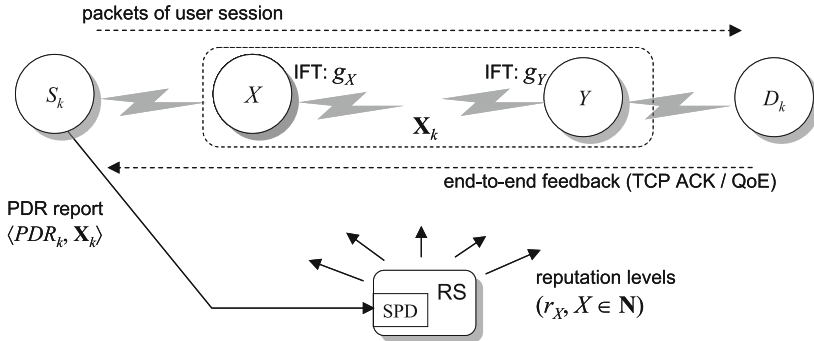 packets of user session
S_k
X
IFT: g_X
IFT: g_Y
Y
D_k
X_k
end-to-end feedback (TCP ACK / QoE)
PDR report
⟨PDR_k, X_k⟩
RS
SPD
reputation levels
(r_X, X ∈ N)